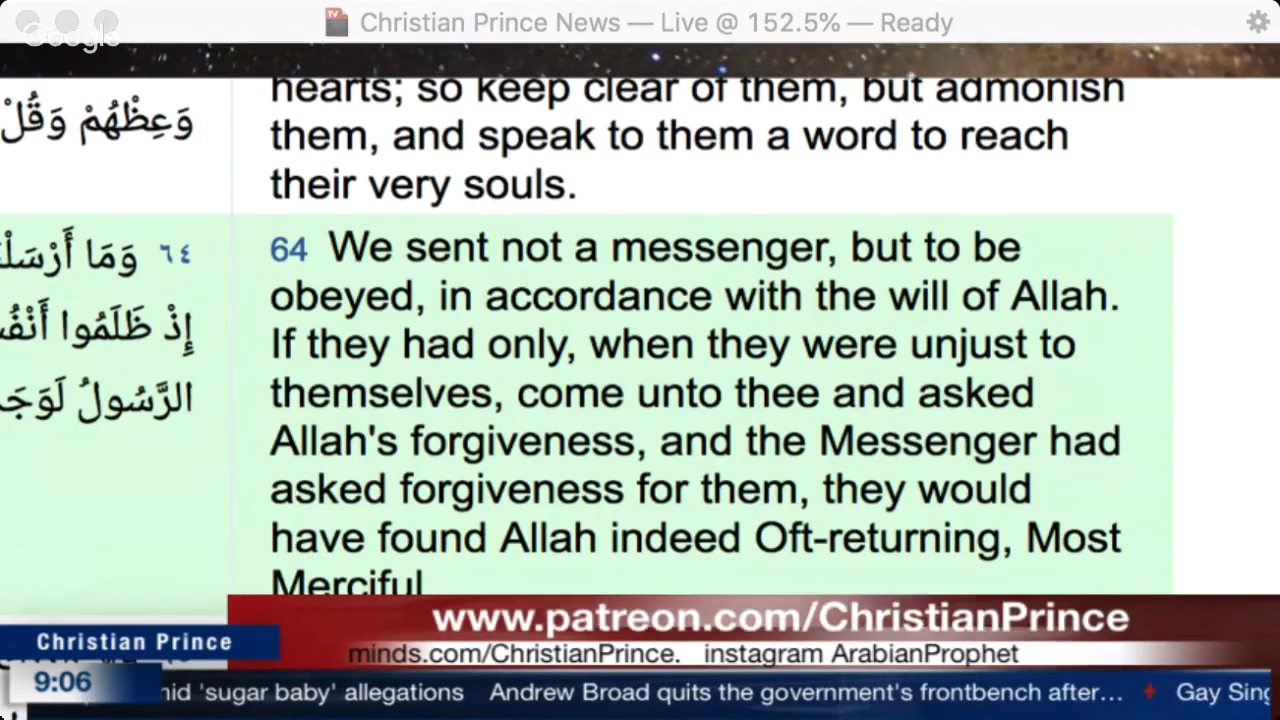 Christian Prince News — Live @ 152.5% — Ready
Google
hearts; so keep clear of them, but admonish
them, and speak to them a word to reach
their very souls.
وَعِظْهُمْ وَقُلْ
64 We sent not a messenger, but to be
obeyed, in accordance with the will of Allah.
If they had only, when they were unjust to
themselves, come unto thee and asked
Allah's forgiveness, and the Messenger had
asked forgiveness for them, they would
have found Allah indeed Oft-returning, Most
Merciful
٦٤ وَمَا
إِذْ ظَلَمُوا
الرَّسُولُ
www.patreon.com/ChristianPrince
Christian Prince
minds.com/ChristianPrince. instagram ArabianProphet
9:06
'sugar baby' allegations Andrew Broad quits the government's frontbench after... Gay